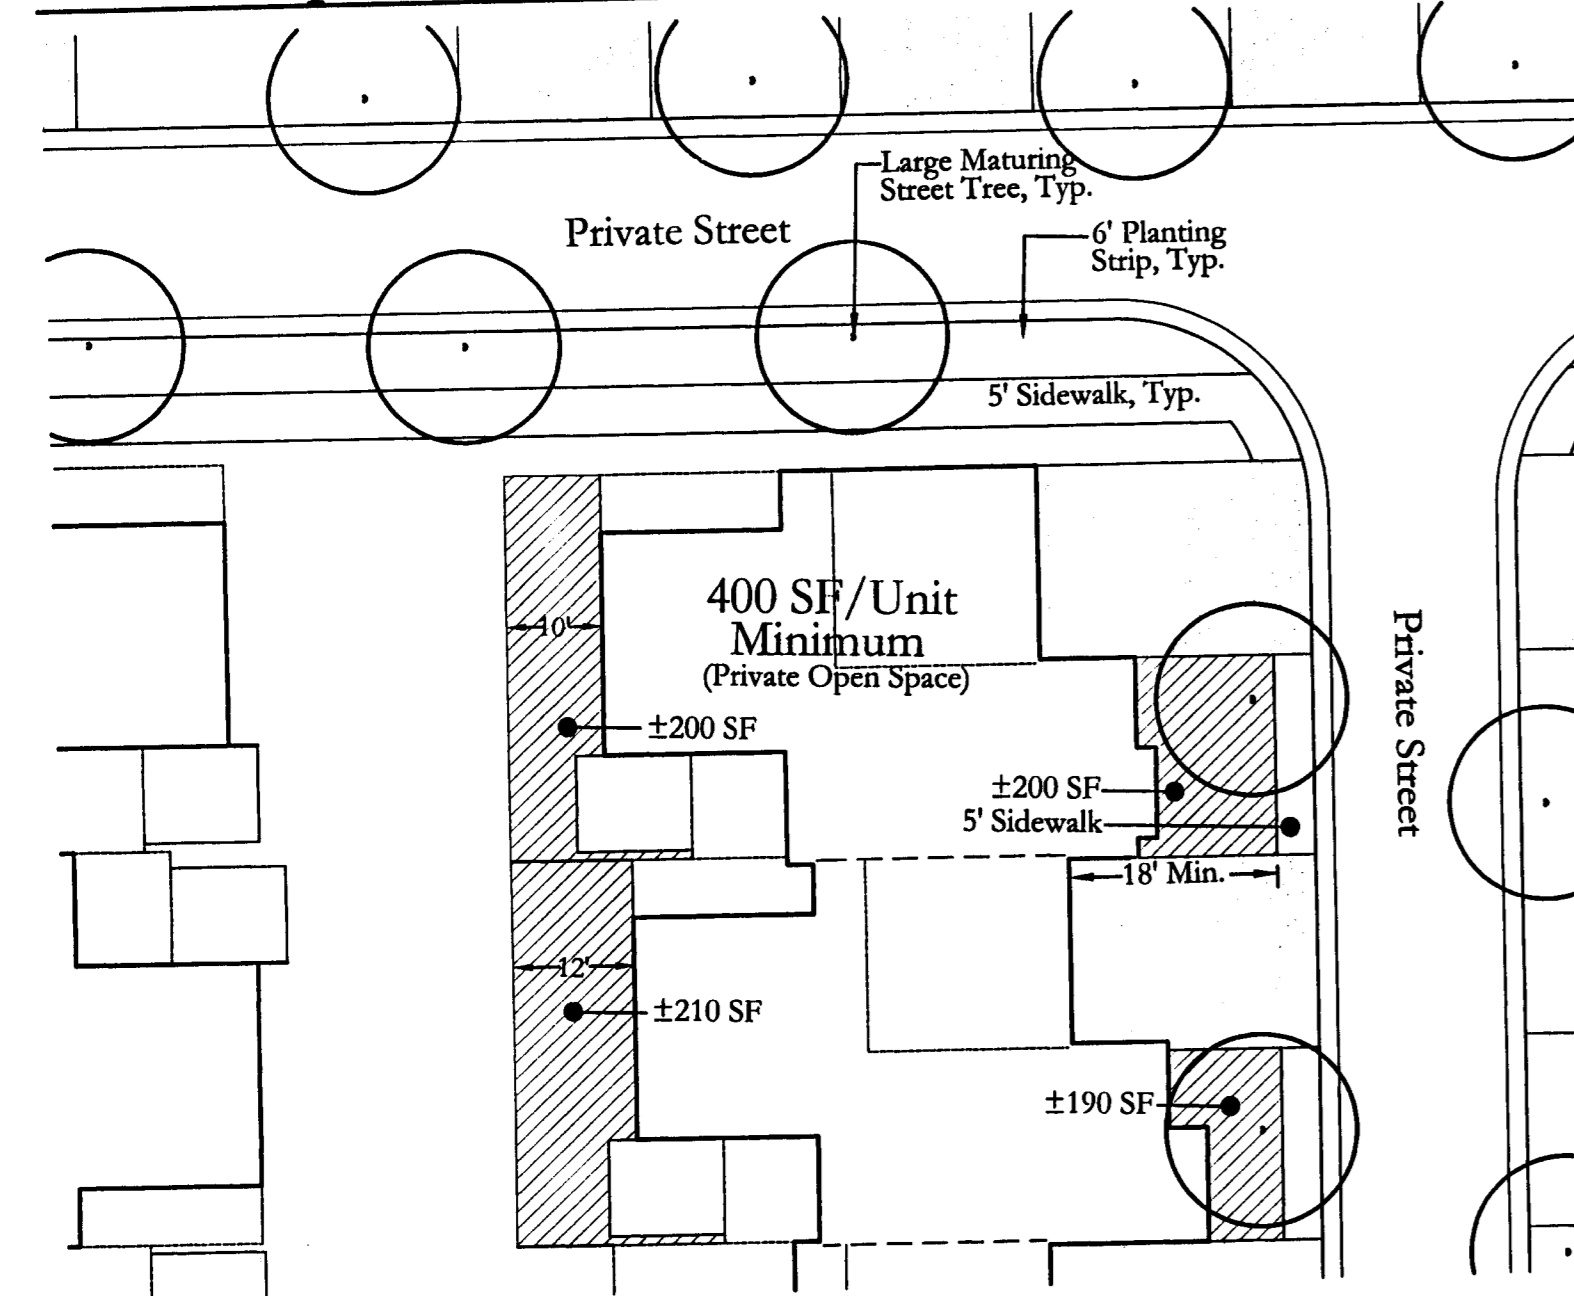 Large Maturing
Street Tree, Typ.
Private Street
6' Planting
Strip, Typ.
5' Sidewalk, Typ.
400 SF/Unit
Minimum
(Private Open Space)
10'
±200 SF
Private Street
±200 SF
5' Sidewalk
18' Min.
12'
±210 SF
±190 SF